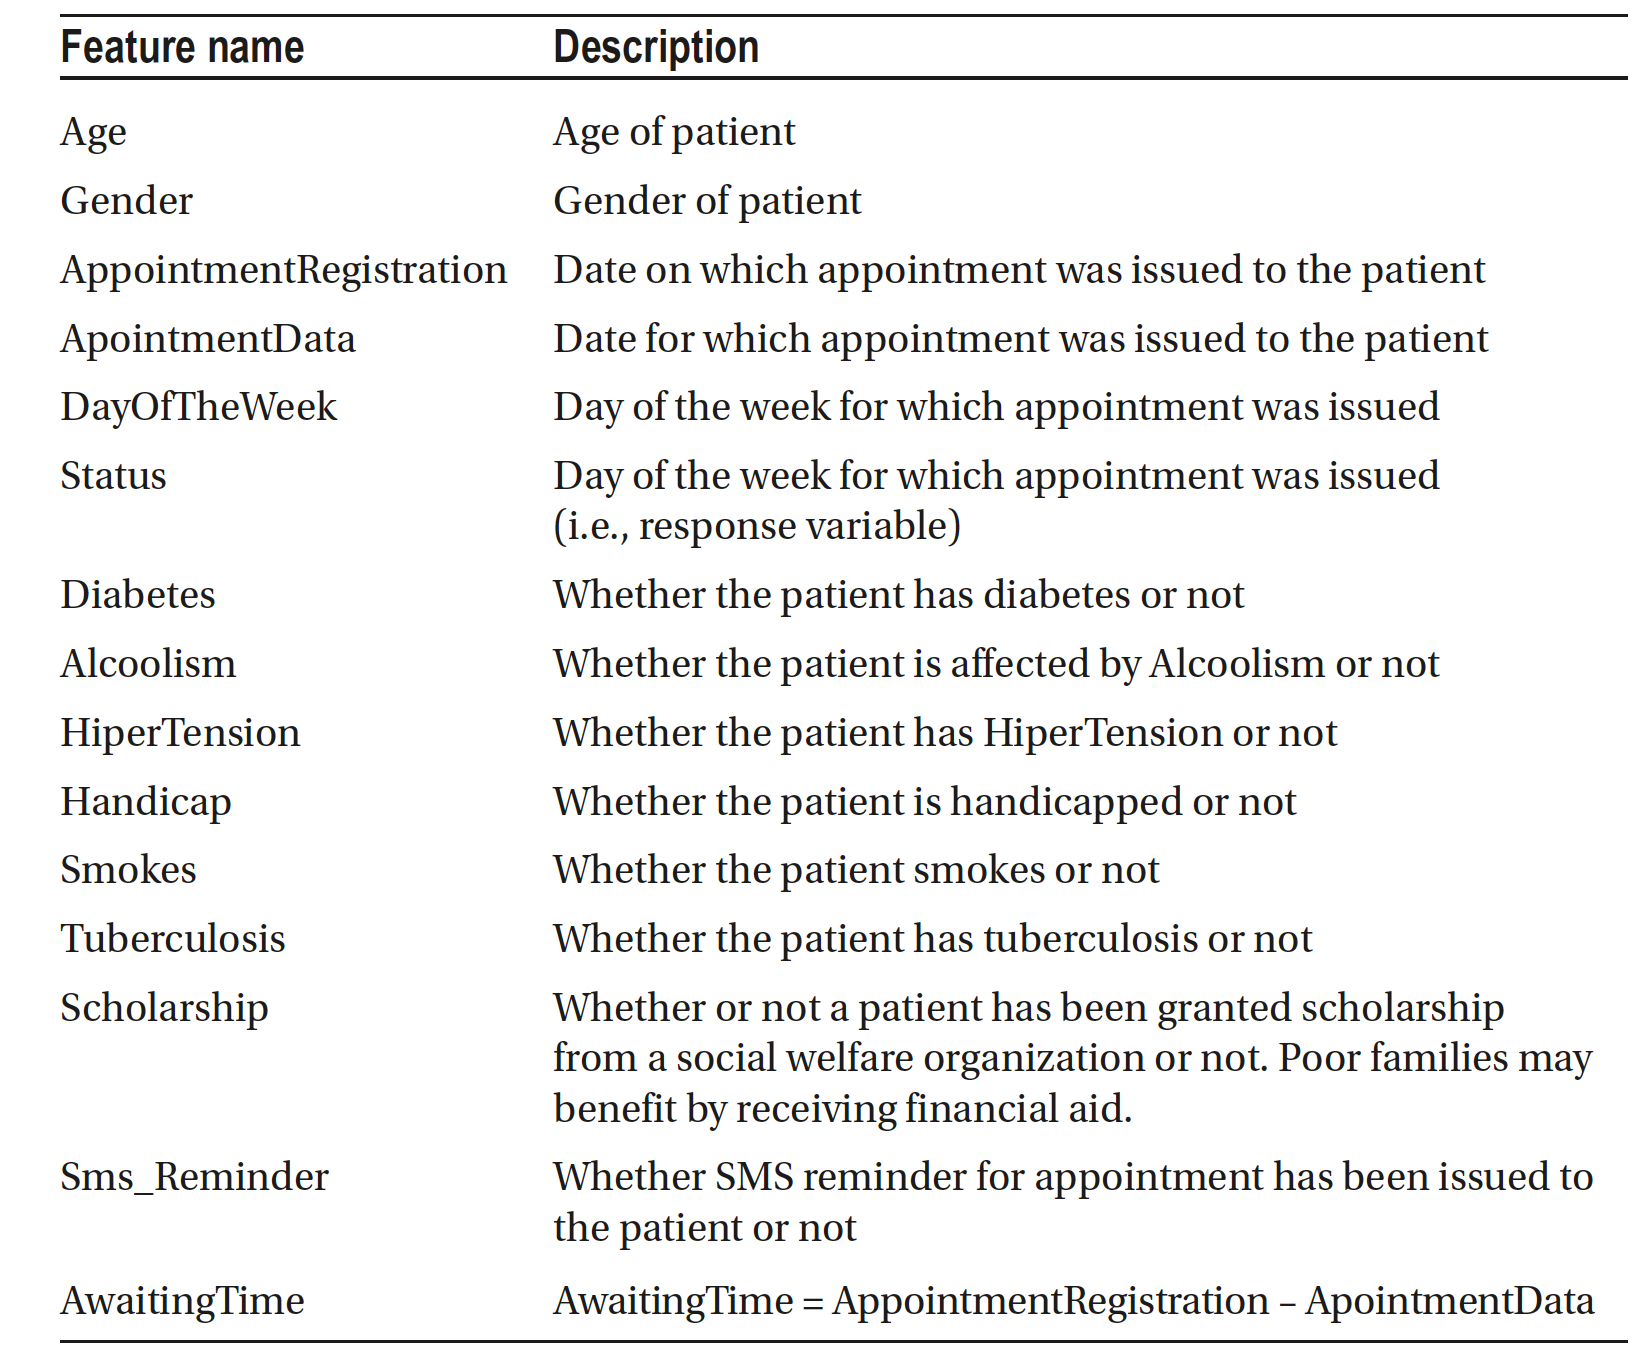 Feature name Description
Age Age of patient
Gender Gender of patient
AppointmentRegistration Date on which appointment was issued to the patient
ApointmentData Date for which appointment was issued to the patient
DayOfTheWeek Day of the week for which appointment was issued
Status Day of the week for which appointment was issued
(i.e., response variable)
Diabetes Whether the patient has diabetes or not
Alcoolism Whether the patient is affected by Alcoolism or not
HiperTension Whether the patient has HiperTension or not
Handicap Whether the patient is handicapped or not
Smokes Whether the patient smokes or not
Tuberculosis Whether the patient has tuberculosis or not
Scholarship Whether or not a patient has been granted scholarship
from a social welfare organization or not. Poor families may
benefit by receiving financial aid.
Sms_Reminder Whether SMS reminder for appointment has been issued to
the patient or not
AwaitingTime AwaitingTime = AppointmentRegistration – ApointmentData